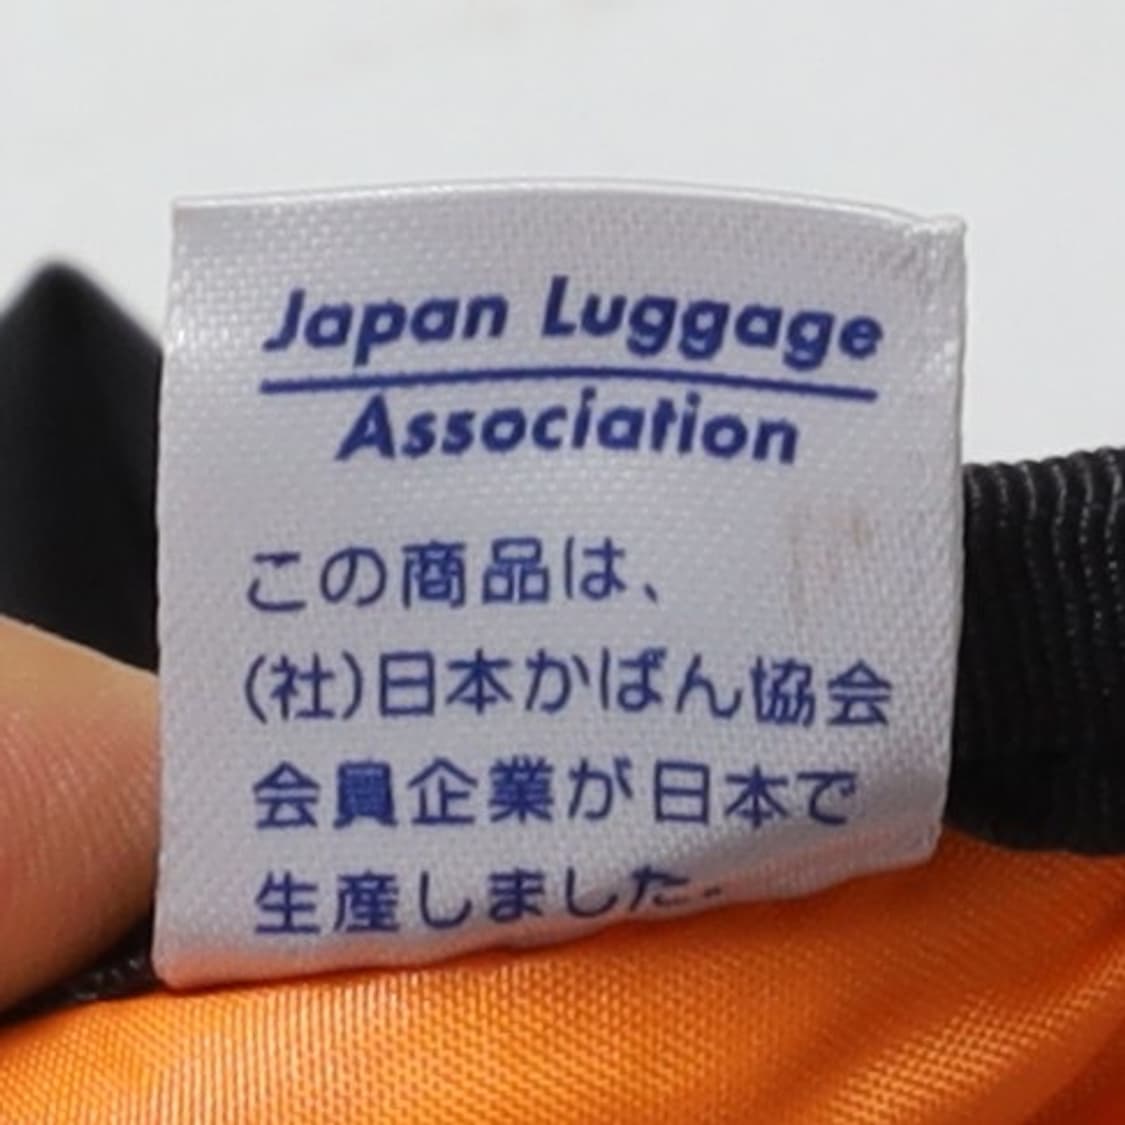 Japan Luggage
Association
この商品は、
(社)日本かばん協会
会員企業が日本で
生産しました。